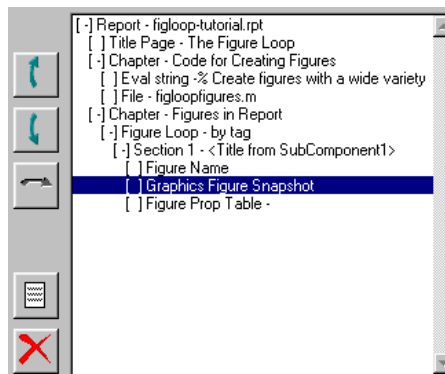 [-] Report - figloop-tutorial.rpt
[ ] Title Page - The Figure Loop
[-] Chapter - Code for Creating Figures
[ ] Eval string -% Create figures with a wide variety
[ ] File - figloopfigures.m
[-] Chapter - Figures in Report
[-] Figure Loop - by tag
[-] Section 1 - <Title from SubComponent1>
[ ] Figure Name
[ ] Graphics Figure Snapshot
[ ] Figure Prop Table -